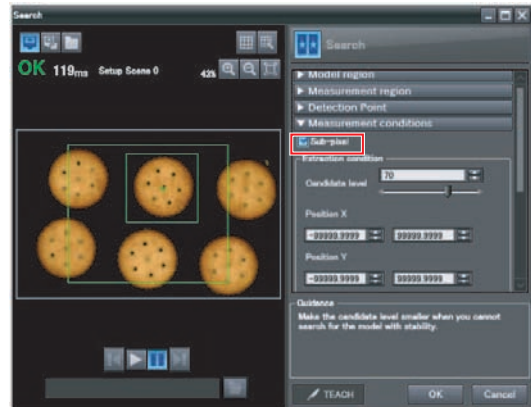 Search
OK 119ms Setup Scene 0 42%
Search
Model region
Measurement region
Detection Point
Measurement conditions
Sub-pixel
Extraction condition
Candidate level 70
Position X
-99999.9999 99999.9999
Position Y
-99999.9999 99999.9999
Guidance
Make the candidate level smaller when you cannot
search for the model with stability.
TEACH OK Cancel